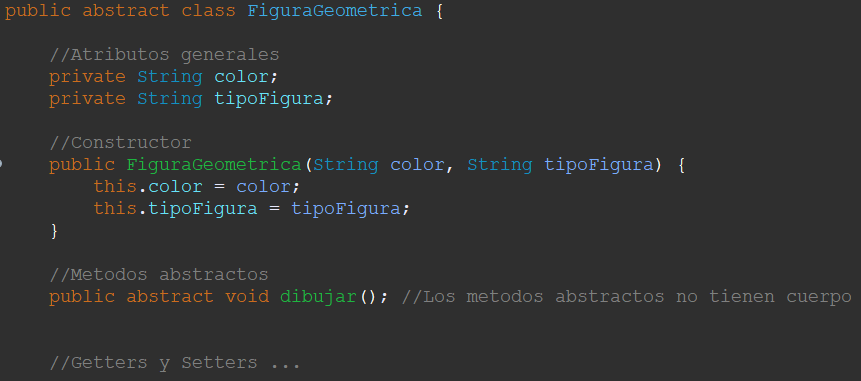 public abstract class FiguraGeometrica {
//Atributos generales
private String color;
private String tipoFigura;
//Constructor
public FiguraGeometrica(String color, String tipoFigura) {
this.color = color;
this.tipoFigura = tipoFigura;
}
//Metodos abstractos
public abstract void dibujar(); //Los metodos abstractos no tienen cuerpo
//Getters y Setters ...